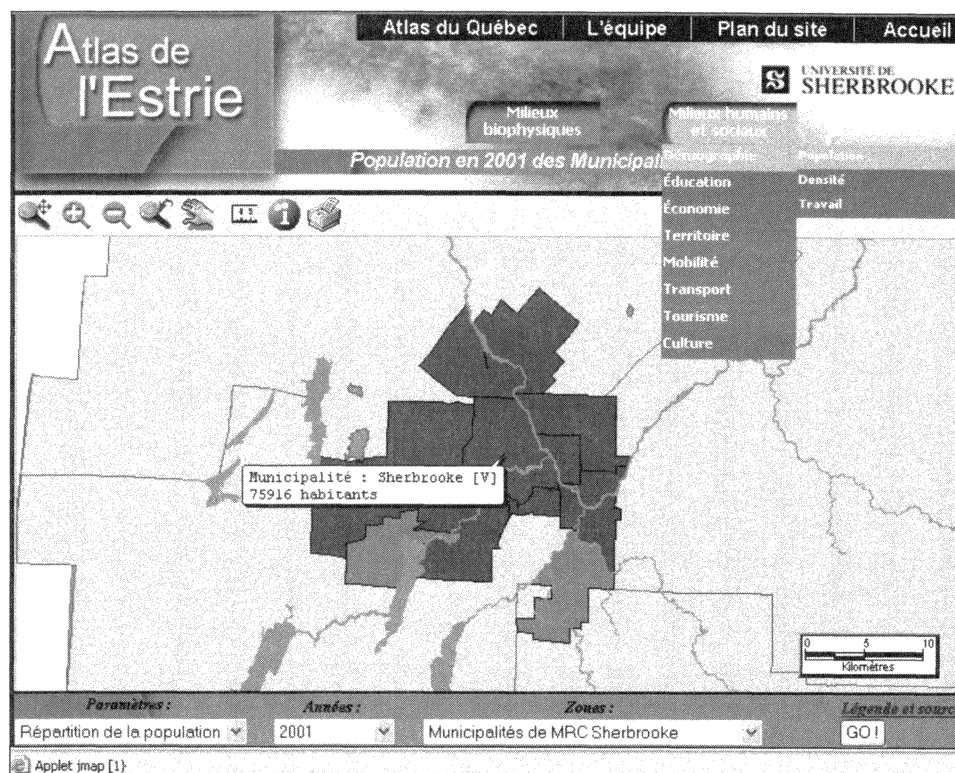 Atlas du Québec L'équipe Plan du site Accueil
Atlas de
l'Estrie
UNIVERSITÉ DE
SHERBROOKE
Milieux
biophysiques
Milieux humains
et sociaux
Population en 2001 des Municipali
Démographie
Éducation
Économie
Territoire
Mobilité
Transport
Tourisme
Culture
Population
Densité
Travail
Municipalité : Sherbrooke [V]
75916 habitants
0 5 10
Kilomètres
Paramètres : Années : Zones : Légende et sourc
Répartition de la population 2001 Municipalités de MRC Sherbrooke GO !
Applet jmap [1}